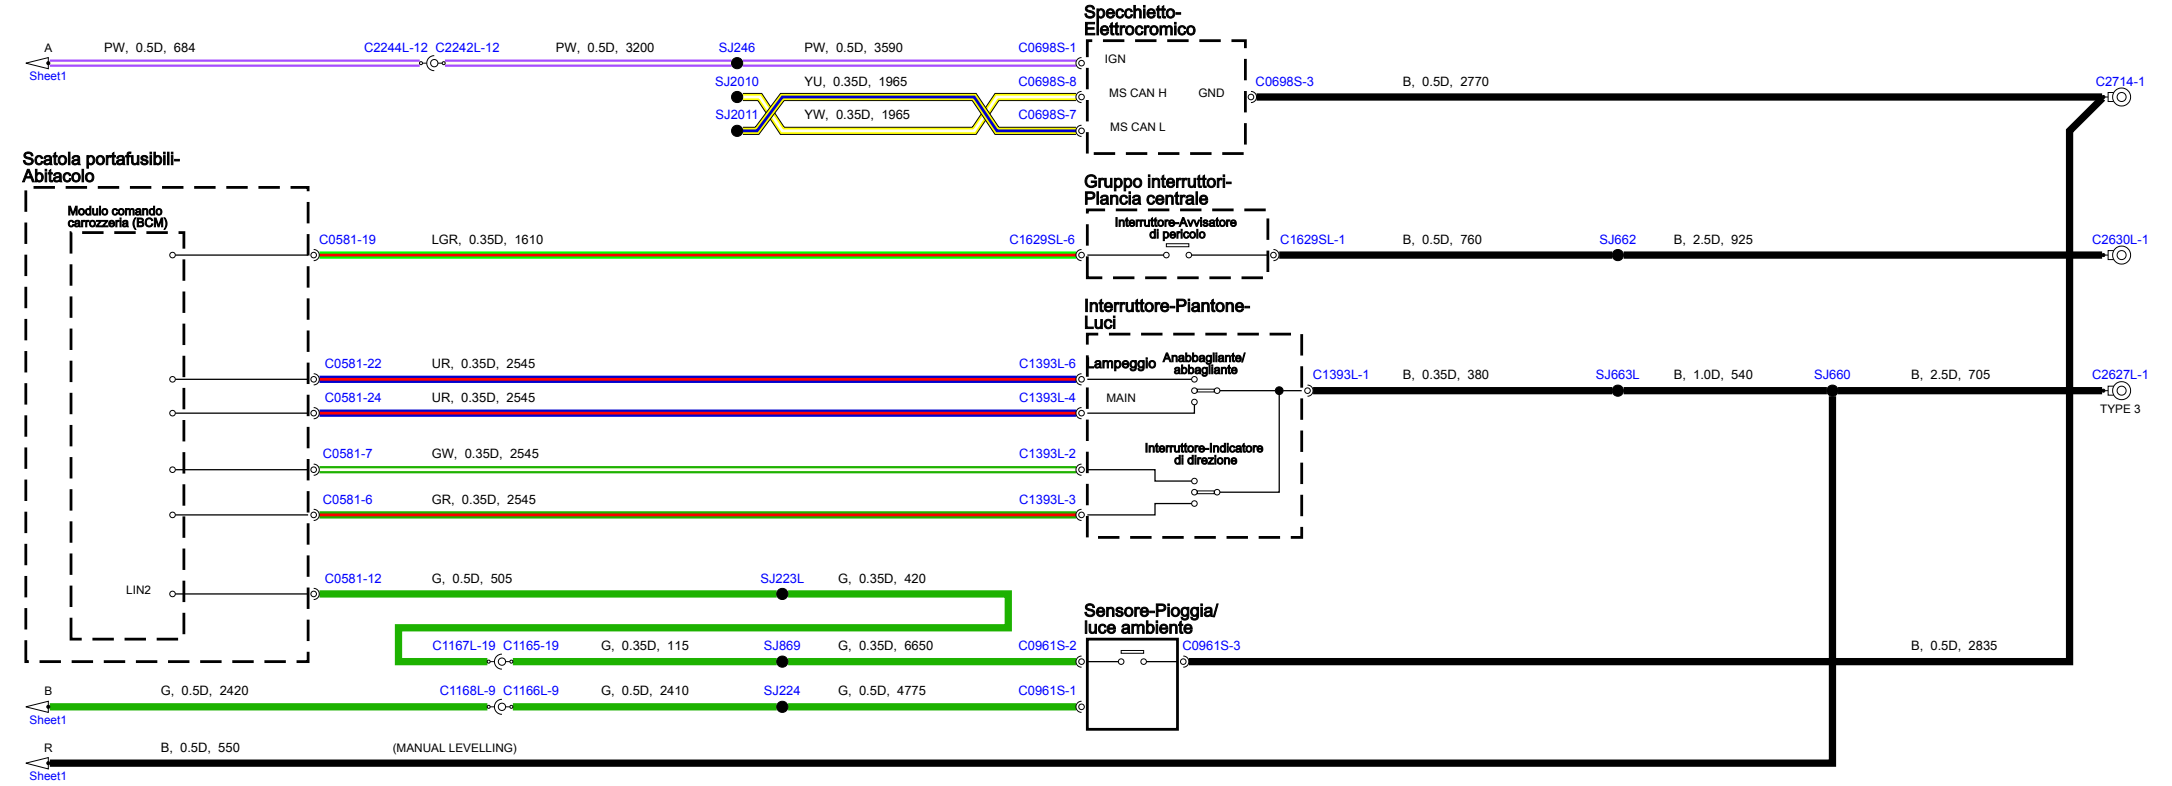 Specchietto-
Elettrocromico
A PW, 0.5D, 684 C2244L-12 C2242L-12 PW, 0.5D, 3200 SJ246 PW, 0.5D, 3590 C0698S-1
IGN
Sheet1
SJ2010 YU, 0.35D, 1965 C0698S-8
MS CAN H GND C0698S-3 B, 0.5D, 2770 C2714-1
SJ2011 YW, 0.35D, 1965 C0698S-7
MS CAN L
Scatola portafusibili-
Abitacolo
Modulo comando
carrozzeria (BCM)
Gruppo interruttori-
Plancia centrale
Interruttore-Avvisatore
di pericolo
C0581-19 LGR, 0.35D, 1610 C1629SL-6 C1629SL-1 B, 0.5D, 760 SJ662 B, 2.5D, 925 C2630L-1
Interruttore-Piantone-
Luci
C0581-22 UR, 0.35D, 2545 C1393L-6 Lampeggio
Anabbagliante/
abbagliante
C1393L-1 B, 0.35D, 380 SJ663L B, 1.0D, 540 SJ660 B, 2.5D, 705 C2627L-1
TYPE 3
C0581-24 UR, 0.35D, 2545 C1393L-4 MAIN
Interruttore-Indicatore
di direzione
C0581-7 GW, 0.35D, 2545 C1393L-2
C0581-6 GR, 0.35D, 2545 C1393L-3
LIN2 C0581-12 G, 0.5D, 505 SJ223L G, 0.35D, 420
Sensore-Pioggia/
luce ambiente
C1167L-19 C1165-19 G, 0.35D, 115 SJ869 G, 0.35D, 6650 C0961S-2 C0961S-3 B, 0.5D, 2835
B G, 0.5D, 2420 C1168L-9 C1166L-9 G, 0.5D, 2410 SJ224 G, 0.5D, 4775 C0961S-1
Sheet1
R B, 0.5D, 550 (MANUAL LEVELLING)
Sheet1